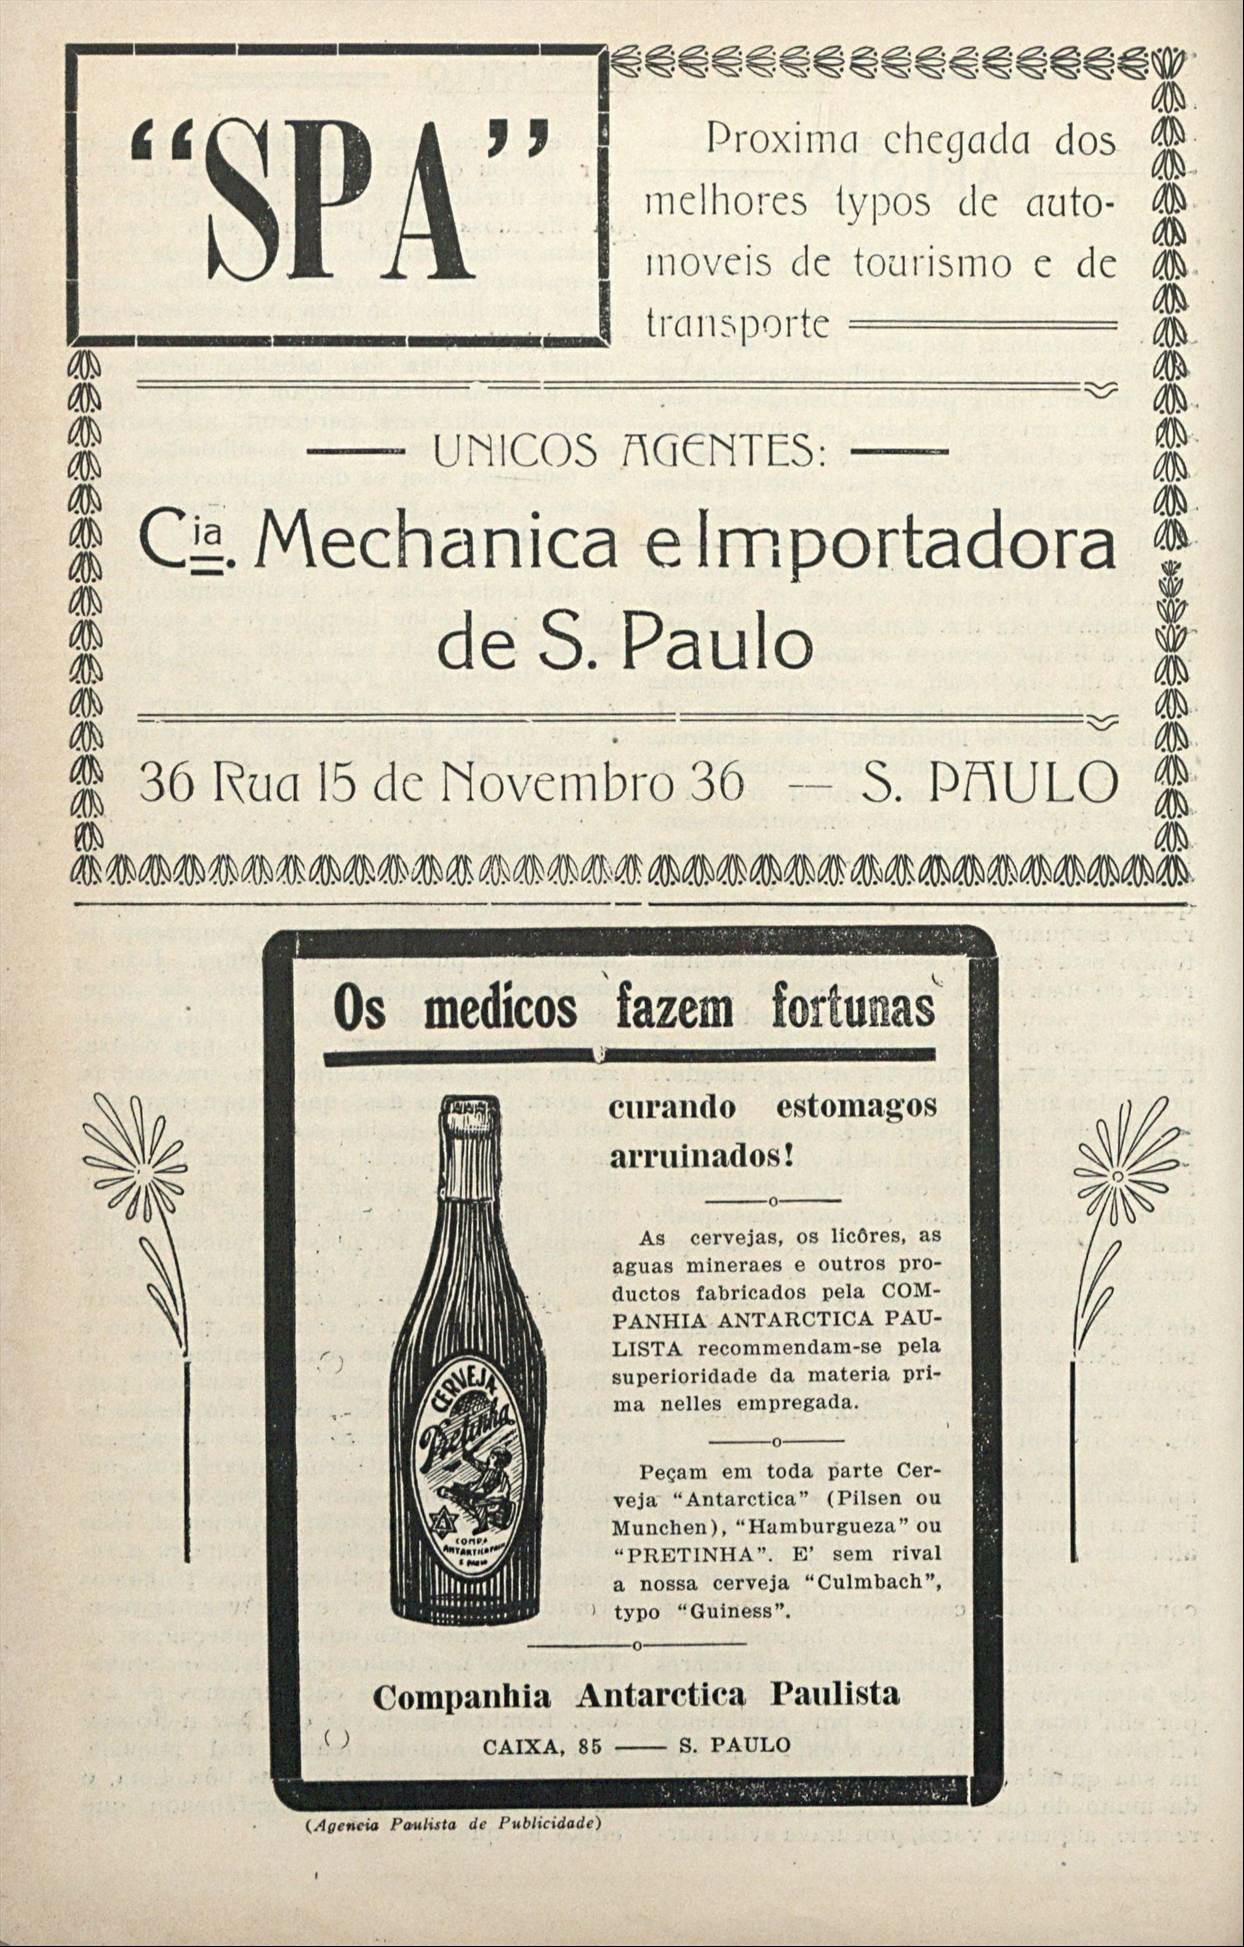 “SPA”
Proxima chegada dos
melhores typos de auto-
moveis de tourismo e de
transporte
UNICOS AGENTES:
Cia. Mechanica e Importadora
de S. Paulo
36 Rua 15 de Novembro 36 — S. PAULO
Os medicos fazem fortunas
curando estomagos
arruinados!
As cervejas, os licôres, as
aguas mineraes e outros pro-
ductos fabricados pela COM-
PANHIA ANTARCTICA PAU-
LISTA recommendam-se pela
superioridade da materia pri-
ma nelles empregada.
Peçam em toda parte Cer-
veja “Antarctica” (Pilsen ou
Munchen), “Hamburgueza” ou
“PRETINHA”. E’ sem rival
a nossa cerveja “Culmbach”,
typo “Guiness”.
CERVEJA
Pretinha
COMPA
ANTARTICA PAULA
S PAULO
Companhia Antarctica Paulista
CAIXA, 85 — S. PAULO
(Agencia Paulista de Publicidade)